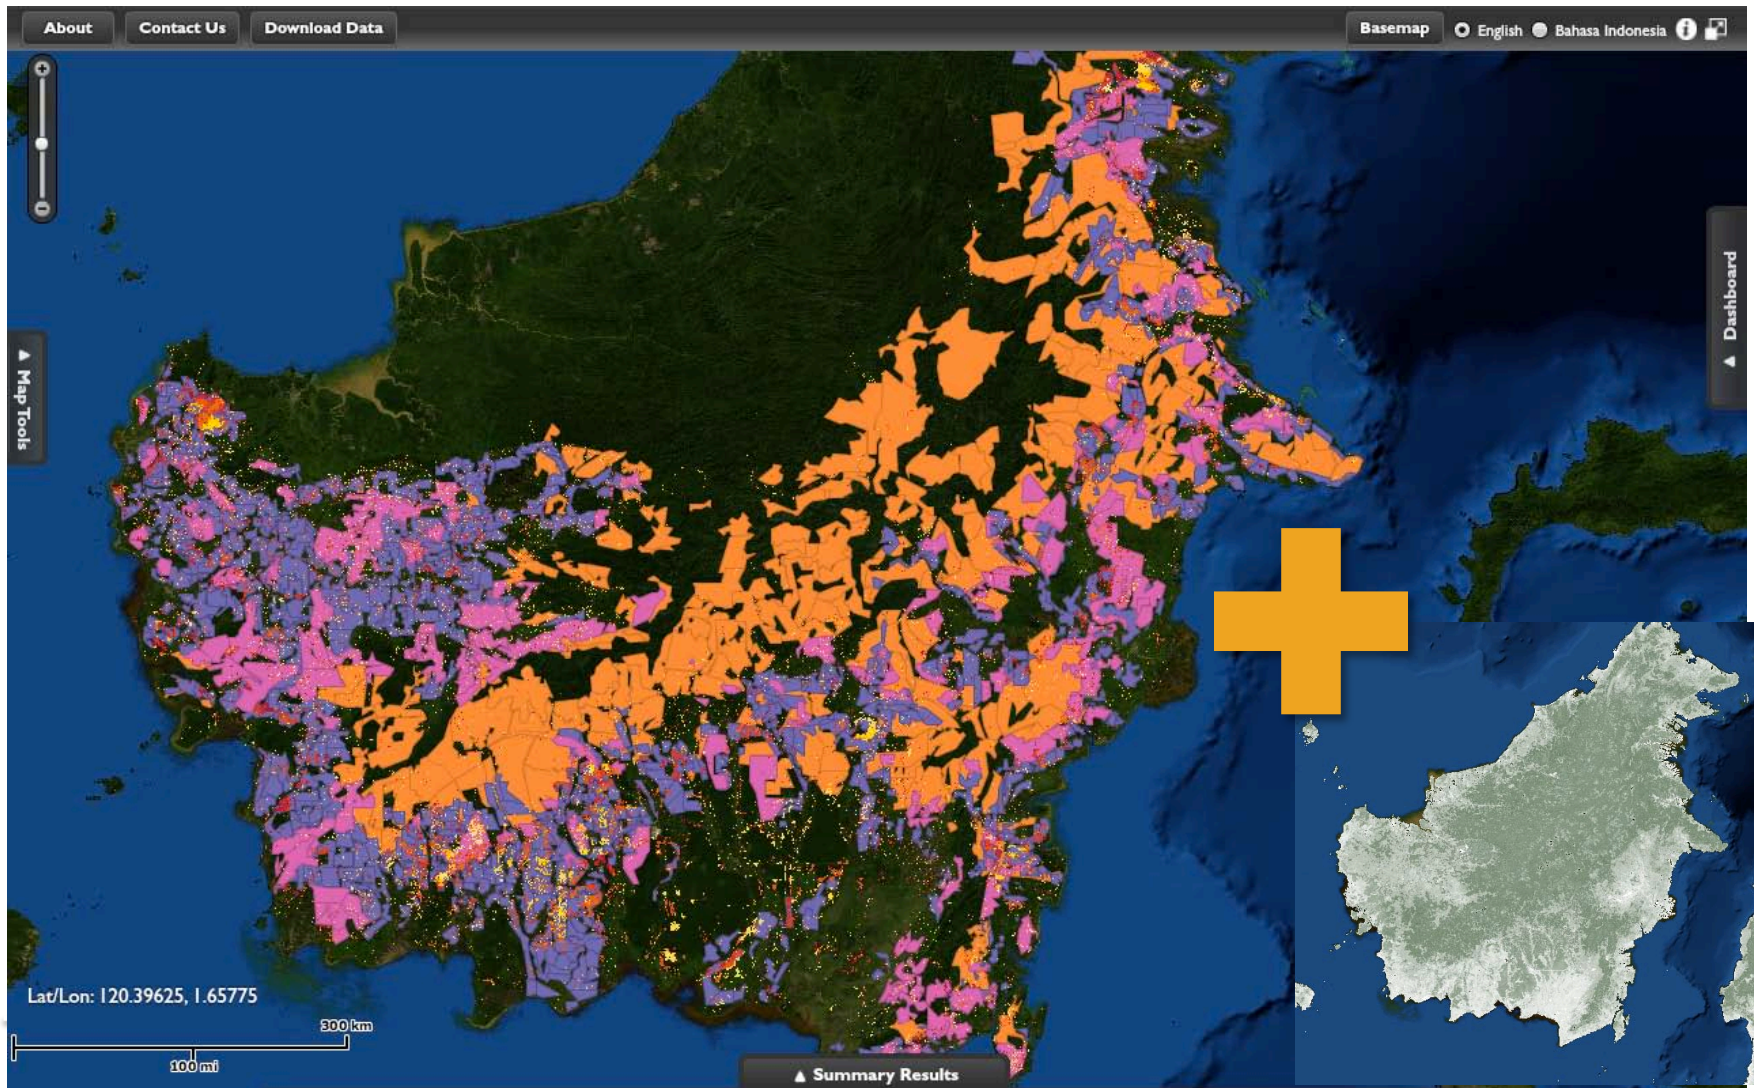 About Contact Us Download Data Basemap English Bahasa Indonesia
Dashboard
Map Tools
Lat/Lon: 120.39625, 1.65775
300 km
100 mi
▲ Summary Results